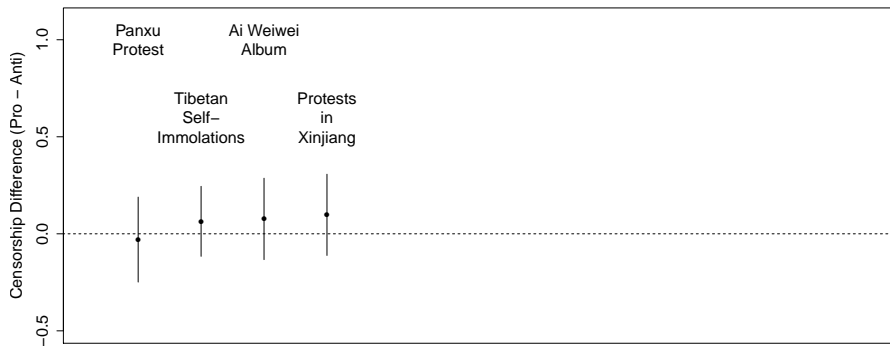 Panxu
Protest
Ai Weiwei
Album
Tibetan
Self−
Immolations
Protests
in
Xinjiang
Censorship Difference (Pro − Anti)
1.0
0.5
0.0
−0.5